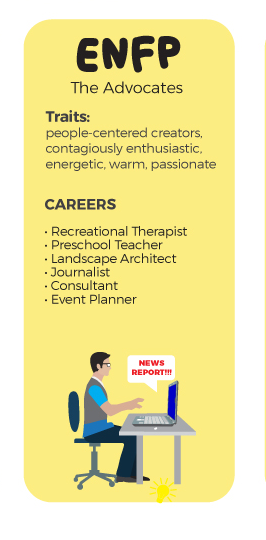 ENFP
The Advocates
Traits:
people-centered creators,
contagiously enthusiastic,
energetic, warm, passionate
CAREERS
• Recreational Therapist
• Preschool Teacher
• Landscape Architect
• Journalist
• Consultant
• Event Planner
NEWS
REPORT!!!